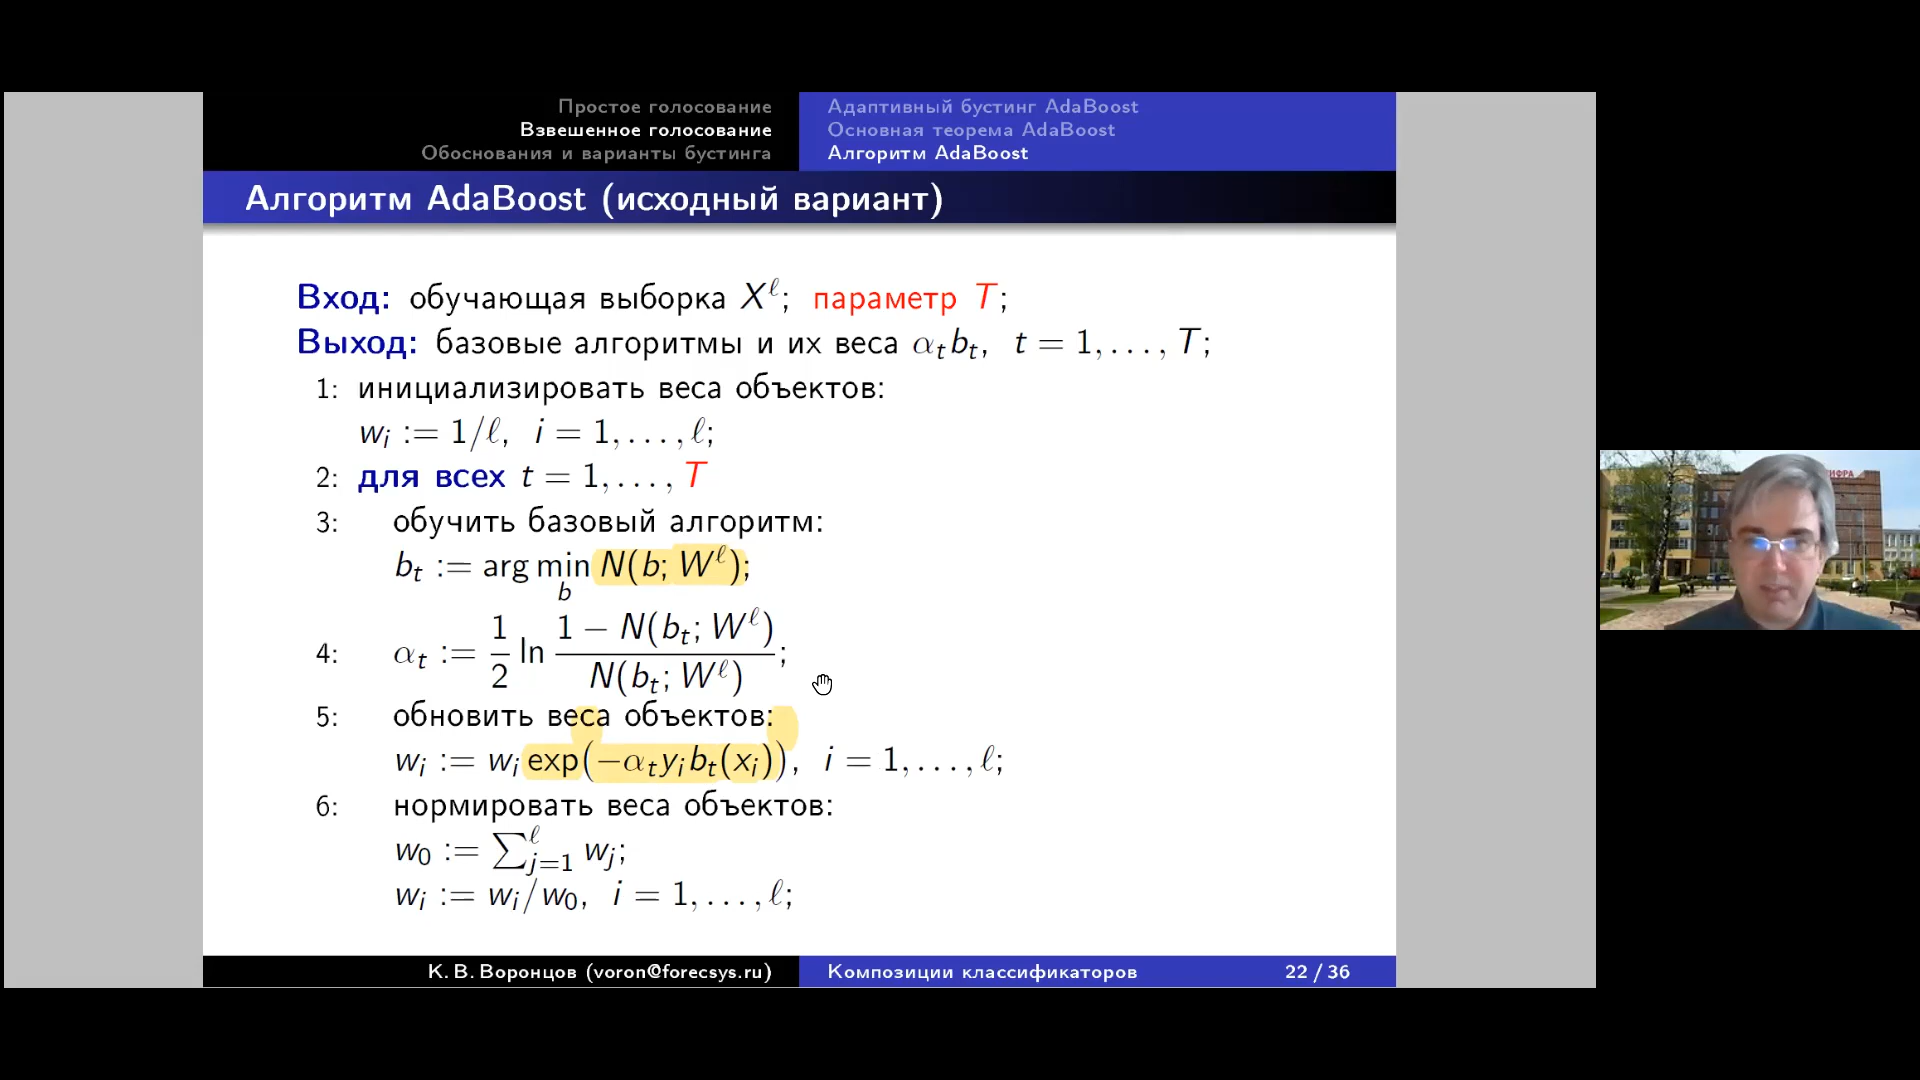 Простое голосование
Взвешенное голосование
Обоснования и варианты бустинга
Адаптивный бустинг AdaBoost
Основная теорема AdaBoost
Алгоритм AdaBoost
Алгоритм AdaBoost (исходный вариант)
Вход: обучающая выборка X^ℓ; параметр T;
Выход: базовые алгоритмы и их веса α_t b_t, t = 1, . . . , T;
1: инициализировать веса объектов:
w_i := 1/ℓ, i = 1, . . . , ℓ;
2: для всех t = 1, . . . , T
3: обучить базовый алгоритм:
b_t := arg min_b N(b; W^ℓ);
4: α_t := 1/2 ln (1 − N(b_t; W^ℓ))/(N(b_t; W^ℓ));
5: обновить веса объектов:
w_i := w_i exp(−α_t y_i b_t(x_i)), i = 1, . . . , ℓ;
6: нормировать веса объектов:
w_0 := ∑_{j=1}^ℓ w_j;
w_i := w_i/w_0, i = 1, . . . , ℓ;
К. В. Воронцов (voron@forecsys.ru)
Композиции классификаторов
22 / 36